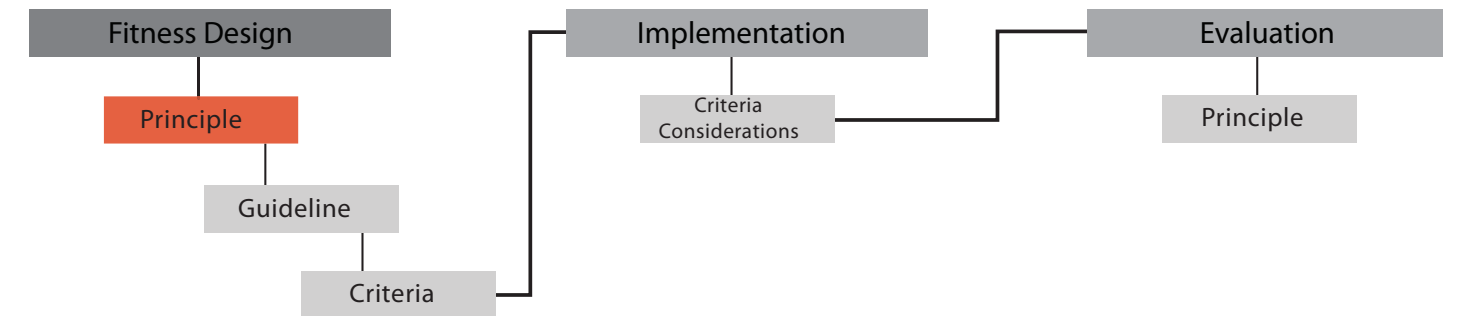 Fitness Design
Principle
Guideline
Criteria
Implementation
Criteria
Considerations
Evaluation
Principle